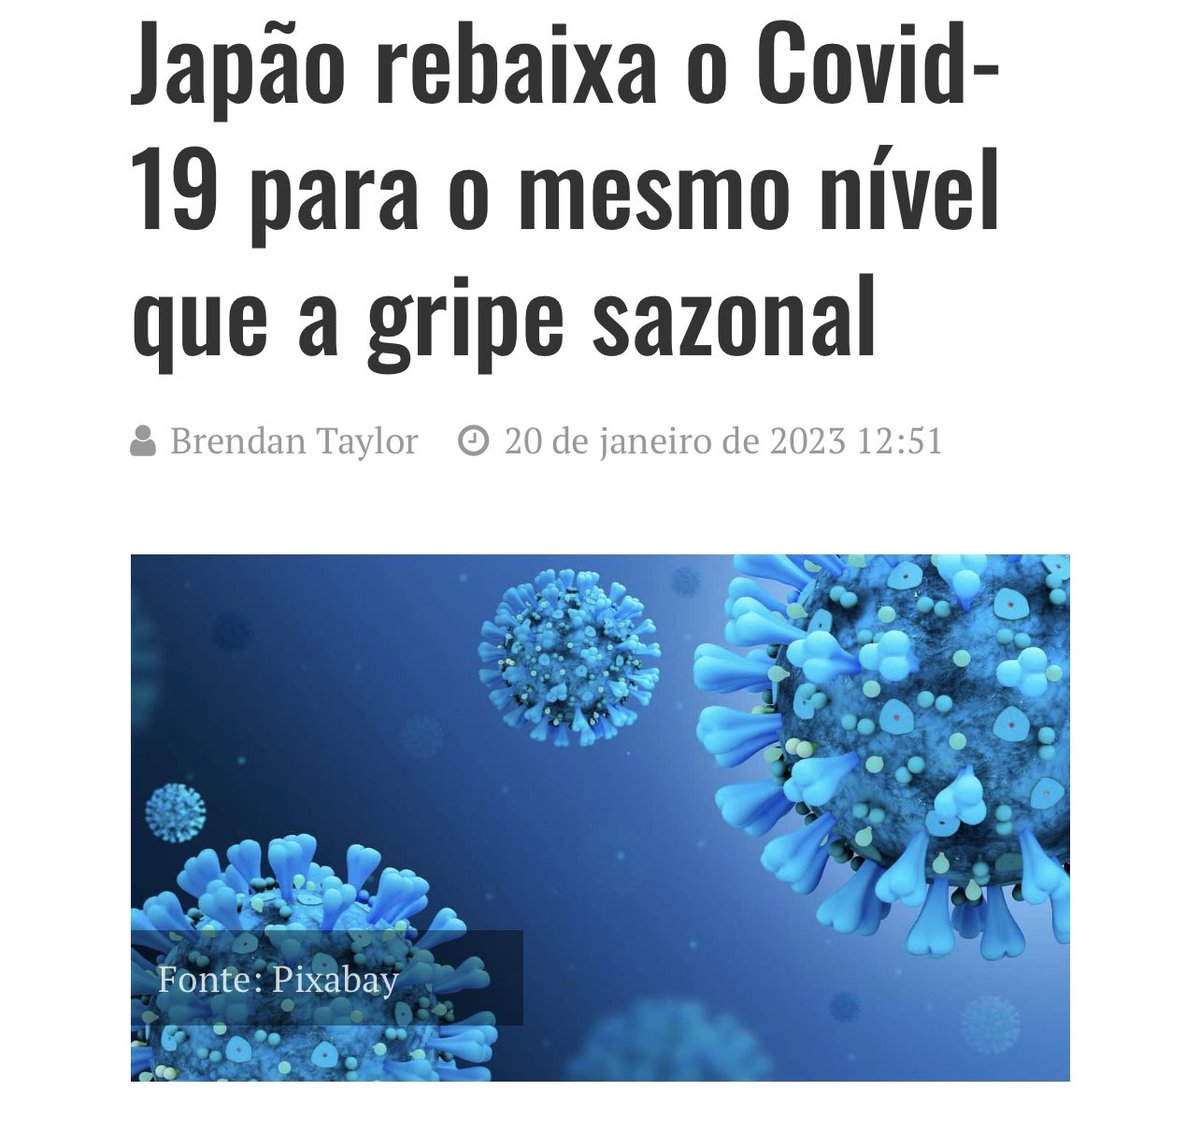 Japão rebaixa o Covid-
19 para o mesmo nível
que a gripe sazonal
Brendan Taylor 20 de janeiro de 2023 12:51
Fonte: Pixabay